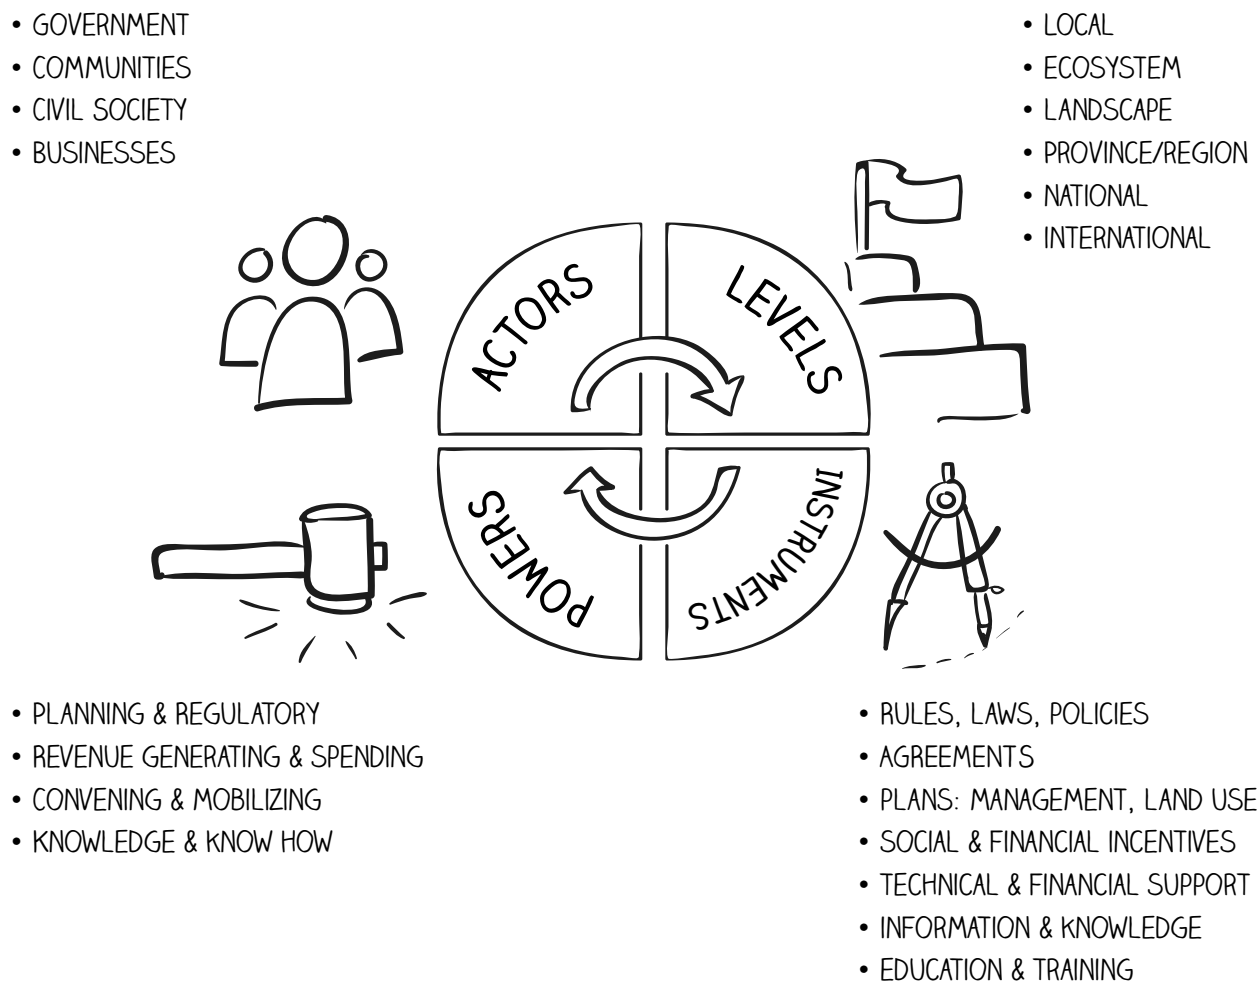 • GOVERNMENT
• COMMUNITIES
• CIVIL SOCIETY
• BUSINESSES
• LOCAL
• ECOSYSTEM
• LANDSCAPE
• PROVINCE/REGION
• NATIONAL
• INTERNATIONAL
ACTORS
LEVELS
POWERS
INSTRUMENTS
• PLANNING & REGULATORY
• REVENUE GENERATING & SPENDING
• CONVENING & MOBILIZING
• KNOWLEDGE & KNOW HOW
• RULES, LAWS, POLICIES
• AGREEMENTS
• PLANS: MANAGEMENT, LAND USE
• SOCIAL & FINANCIAL INCENTIVES
• TECHNICAL & FINANCIAL SUPPORT
• INFORMATION & KNOWLEDGE
• EDUCATION & TRAINING